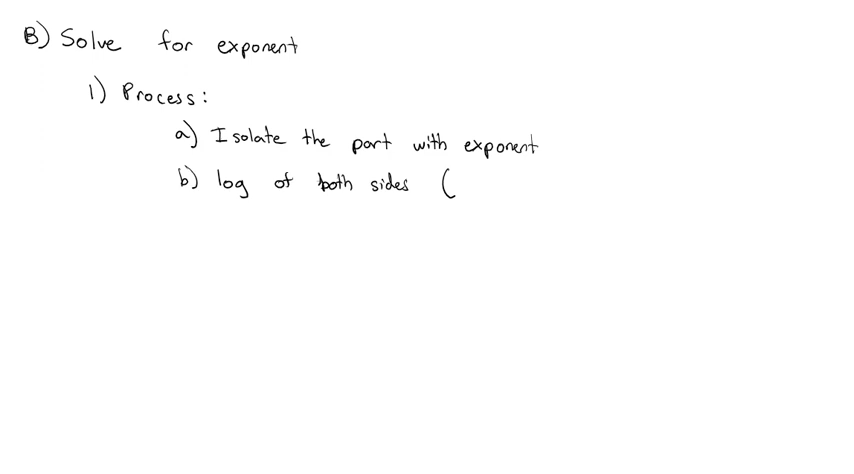 B) Solve for exponent
1) Process:
a) Isolate the part with exponent
b) log of both sides (